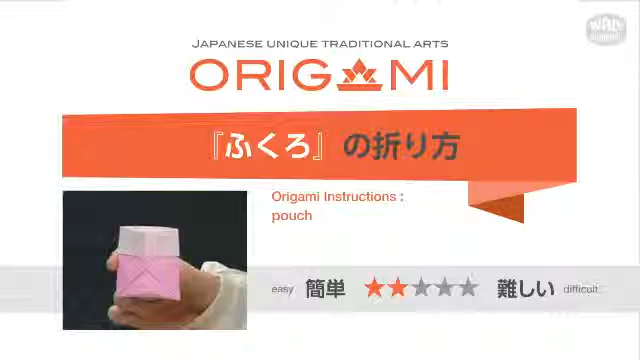 JAPANESE UNIQUE TRADITIONAL ARTS
ORIGAMI
『ふくろ』の折り方
Origami Instructions :
pouch
easy 簡単 ★★★★★ 難しい difficult